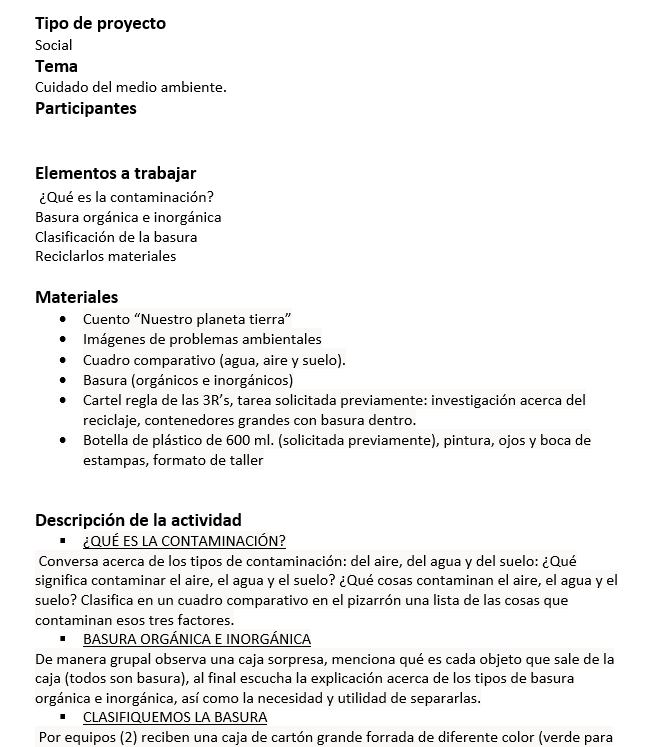 Tipo de proyecto
Social
Tema
Cuidado del medio ambiente.
Participantes
Elementos a trabajar
¿Qué es la contaminación?
Basura orgánica e inorgánica
Clasificación de la basura
Reciclarlos materiales
Materiales
• Cuento “Nuestro planeta tierra”
• Imágenes de problemas ambientales
• Cuadro comparativo (agua, aire y suelo).
• Basura (orgánicos e inorgánicos)
• Cartel regla de las 3R’s, tarea solicitada previamente: investigación acerca del
reciclaje, contenedores grandes con basura dentro.
• Botella de plástico de 600 ml. (solicitada previamente), pintura, ojos y boca de
estampas, formato de taller
Descripción de la actividad
▪ ¿QUÉ ES LA CONTAMINACIÓN?
Conversa acerca de los tipos de contaminación: del aire, del agua y del suelo: ¿Qué
significa contaminar el aire, el agua y el suelo? ¿Qué cosas contaminan el aire, el agua y el
suelo? Clasifica en un cuadro comparativo en el pizarrón una lista de las cosas que
contaminan esos tres factores.
▪ BASURA ORGÁNICA E INORGÁNICA
De manera grupal observa una caja sorpresa, menciona qué es cada objeto que sale de la
caja (todos son basura), al final escucha la explicación acerca de los tipos de basura
orgánica e inorgánica, así como la necesidad y utilidad de separarlas.
▪ CLASIFIQUEMOS LA BASURA
Por equipos (2) reciben una caja de cartón grande forrada de diferente color (verde para